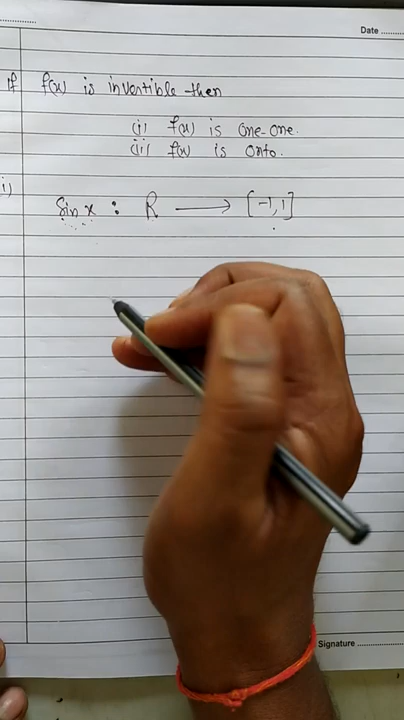 Date ..........
If f(x) is invertible then
(i) f(x) is one-one.
(ii) f(x) is onto.
i)
Sin x : R ⟶ [-1, 1]
Signature ..............